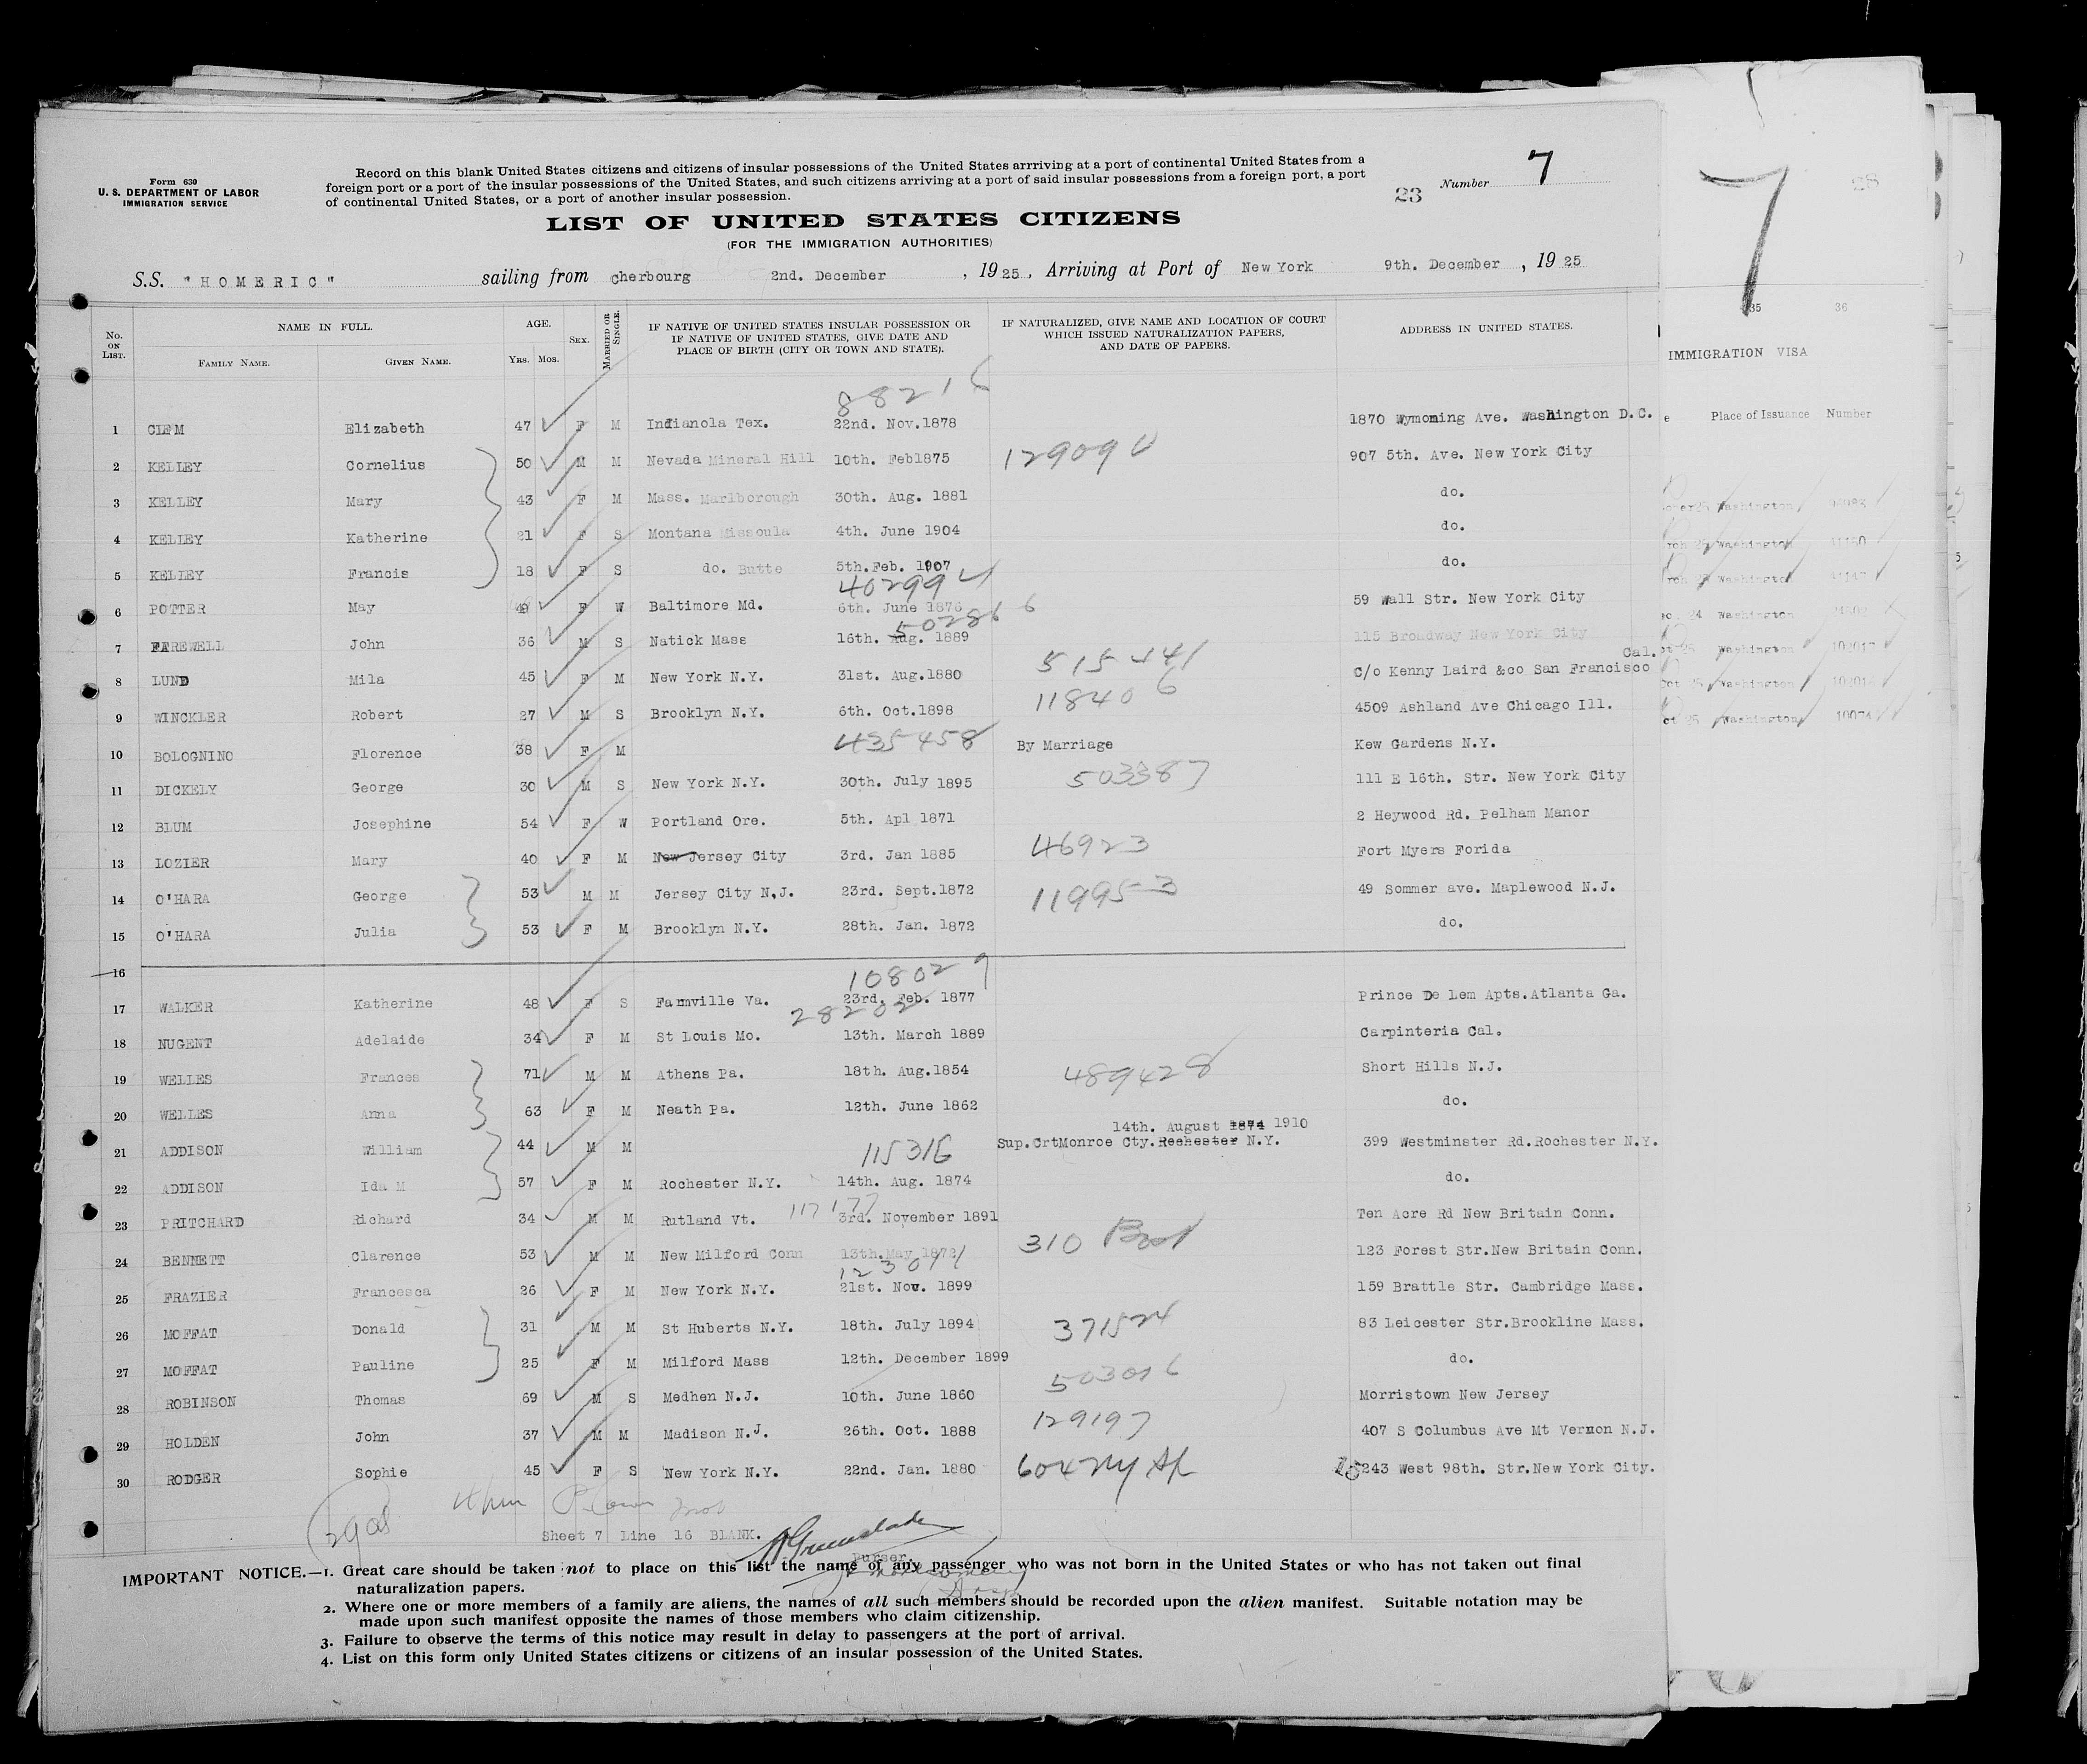 Form 630
U. S. DEPARTMENT OF LABOR
IMMIGRATION SERVICE
Record on this blank United States citizens and citizens of insular possessions of the United States arrriving at a port of continental United States from a
foreign port or a port of the insular possessions of the United States, and such citizens arriving at a port of said insular possessions from a foreign port, a port
of continental United States, or a port of another insular possession.
23 Number 7
LIST OF UNITED STATES CITIZENS
(FOR THE IMMIGRATION AUTHORITIES)
S.S. "HOMERIC" sailing from Cherbourg 2nd. December, 1925, Arriving at Port of New York 9th. December, 1925
No. ON LIST. NAME IN FULL. FAMILY NAME. GIVEN NAME. AGE. YRS. MOS. SEX. MARRIED OR SINGLE. IF NATIVE OF UNITED STATES INSULAR POSSESSION OR IF NATIVE OF UNITED STATES, GIVE DATE AND PLACE OF BIRTH (CITY OR TOWN AND STATE). IF NATURALIZED, GIVE NAME AND LOCATION OF COURT WHICH ISSUED NATURALIZATION PAPERS, AND DATE OF PAPERS. ADDRESS IN UNITED STATES.
88216
1 CLEM Elizabeth 47 F M Indianola Tex. 22nd. Nov.1878 1870 Wymoning Ave. Washington D.C.
2 KELLEY Cornelius 50 M M Nevada Mineral Hill 10th. Feb1875 907 5th. Ave. New York City
3 KELLEY Mary 43 F M Mass. Marlborough 30th. Aug. 1881 do.
4 KELLEY Katherine 21 F S Montana Missoula 4th. June 1904 do.
5 KELLEY Francis 18 F S do. Butte 5th.Feb. 1907 do.
6 POTTER May 49 F W Baltimore Md. 6th. June 1876 59 Wall Str. New York City
7 FAREWELL John 36 M S Natick Mass 16th. Aug. 1889 115 Broadway New York City
8 LUND Mila 45 F M New York N.Y. 31st. Aug.1880 C/o Kenny Laird &co San Francisco Cal.
118406
9 WINCKLER Robert 27 M S Brooklyn N.Y. 6th. Oct.1898 4509 Ashland Ave Chicago Ill.
435458
10 BOLOGNINO Florence 38 F M By Marriage Kew Gardens N.Y.
503387
11 DICKELY George 30 M S New York N.Y. 30th. July 1895 111 E 16th. Str. New York City
12 BLUM Josephine 54 F W Portland Ore. 5th. Apl 1871 2 Heywood Rd. Pelham Manor
46923
13 LOZIER Mary 40 F M New Jersey City 3rd. Jan 1885 Fort Myers Forida
119953
14 O'HARA George 53 M M Jersey City N,J. 23rd. Sept.1872 49 Sommer ave. Maplewood N.J.
15 O'HARA Julia 53 F M Brooklyn N.Y. 28th. Jan. 1872 do.
16
108029
17 WALKER Katherine 48 F S Farmville Va. 23rd. Feb. 1877 Prince De Lem Apts.Atlanta Ga.
28202
18 NUGENT Adelaide 34 F M St Louis Mo. 13th. March 1889 Carpinteria Cal.
19 WELLES Frances 71 M M Athens Pa. 18th. Aug.1854 489428 Short Hills N.J.
20 WELLES Anna 63 F M Neath Pa. 12th. June 1862 do.
14th. August 1874 1910
21 ADDISON William 44 M M Sup.CrtMonroe Cty.Rochester N.Y. 399 Westminster Rd.Rochester N.Y.
115316
22 ADDISON Ida M 57 F M Rochester N.Y. 14th. Aug. 1874 do.
117177
23 PRITCHARD Richard 34 M M Rutland Vt. 3rd. November 1891 Ten Acre Rd New Britain Conn.
24 BENNETT Clarence 53 M M New Milford Conn 13th.May 1872 310 123 Forest Str.New Britain Conn.
25 FRAZIER Francesca 26 F M New York N.Y. 21st. Nov. 1899 159 Brattle Str. Cambridge Mass.
26 MOFFAT Donald 31 M M St Huberts N.Y. 18th. July 1894 371524 83 Leicester Str.Brookline Mass.
27 MOFFAT Pauline 25 F M Milford Mass 12th. December 1899 do.
28 ROBINSON Thomas 69 M S Medhen N.J. 10th. June 1860 Morristown New Jersey
129197
29 HOLDEN John 37 M M Madison N.J. 26th. Oct. 1888 407 S Columbus Ave Mt Vernon N.J.
30 RODGER Sophie 45 F S New York N.Y. 22nd. Jan. 1880 243 West 98th. Str.New York City.
Sheet 7 Line 16 BLANK.
Purser.
IMPORTANT NOTICE.—1. Great care should be taken not to place on this list the name of any passenger who was not born in the United States or who has not taken out final
naturalization papers.
2. Where one or more members of a family are aliens, the names of all such members should be recorded upon the alien manifest. Suitable notation may be
made upon such manifest opposite the names of those members who claim citizenship.
3. Failure to observe the terms of this notice may result in delay to passengers at the port of arrival.
4. List on this form only United States citizens or citizens of an insular possession of the United States.
7
35 36
IMMIGRATION VISA
Place of Issuance Number
Washington
Washington
Washington
Washington
Washington
Washington
Washington